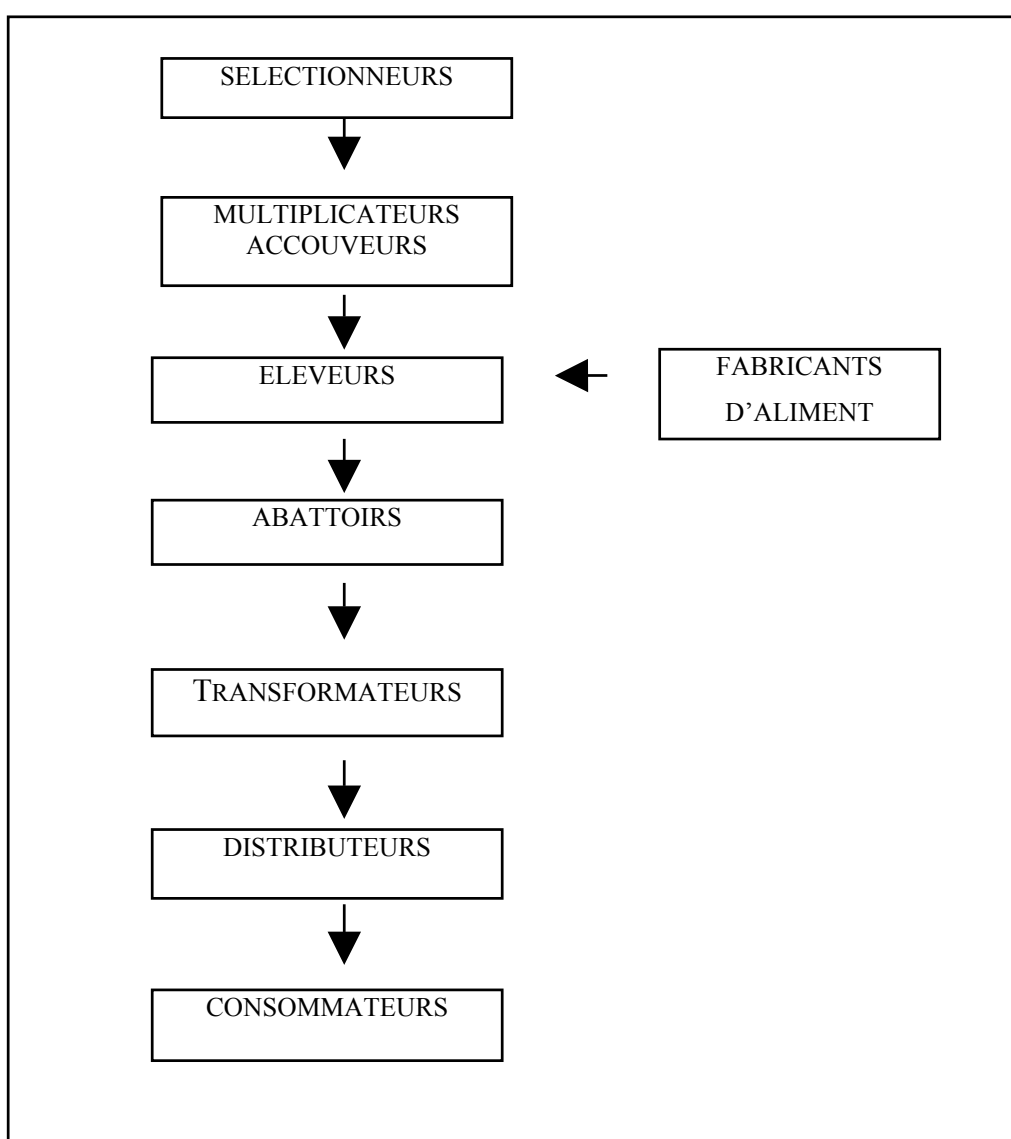 SELECTIONNEURS
MULTIPLICATEURS
ACCOUVEURS
ELEVEURS
FABRICANTS
D’ALIMENT
ABATTOIRS
TRANSFORMATEURS
DISTRIBUTEURS
CONSOMMATEURS